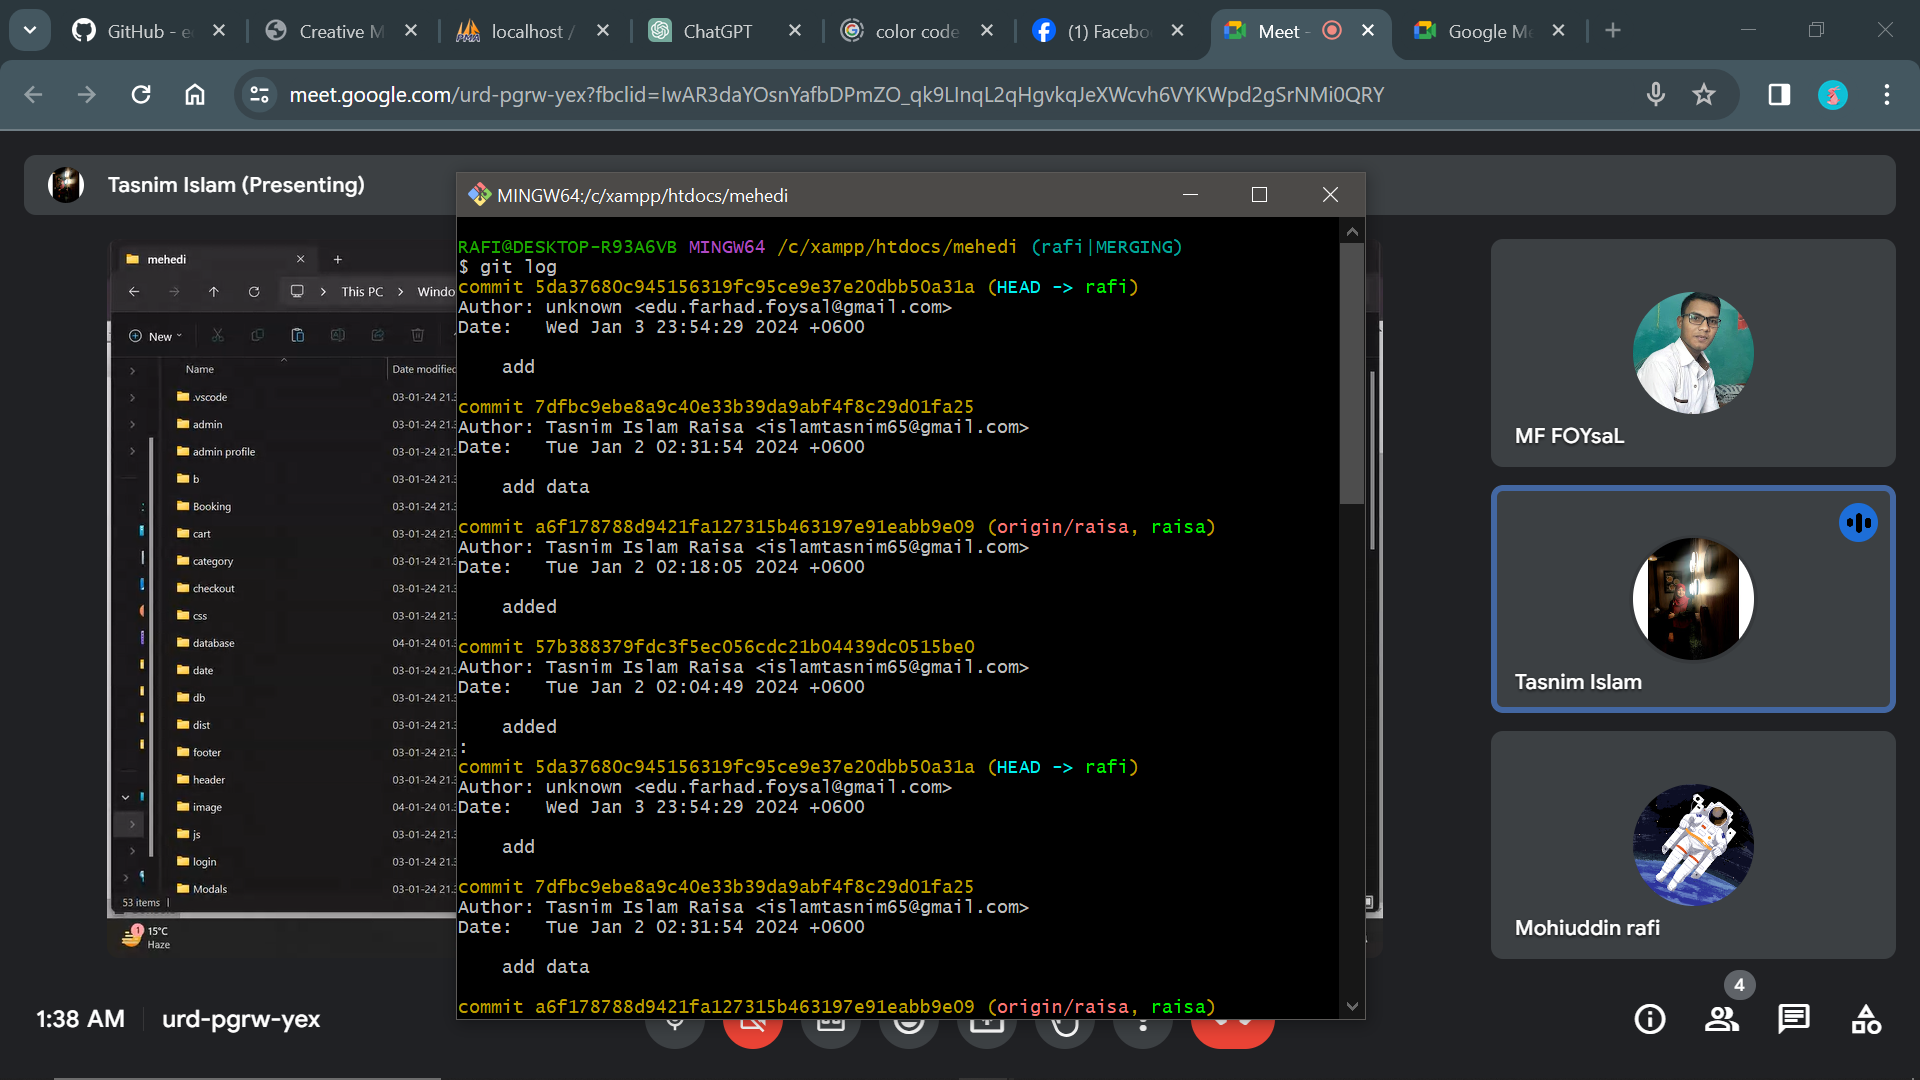 GitHub - e
Creative M
localhost /
ChatGPT
color code
(1) Facebo
Meet -
Google Me
meet.google.com/urd-pgrw-yex?fbclid=IwAR3daYOsnYafbDPmZO_qk9LInqL2qHgvkqJeXWcvh6VYKWpd2gSrNMi0QRY
Tasnim Islam (Presenting)
mehedi
This PC
Windo
New
Name
Date modified
.vscode 03-01-24 21.
admin 03-01-24 21.
admin profile 03-01-24 21.
b 03-01-24 21.
Booking 03-01-24 21.
cart 03-01-24 21.
category 03-01-24 21.
checkout 03-01-24 21.
css 03-01-24 21.
database 04-01-24 01.
date 03-01-24 21.
db 03-01-24 21.
dist 03-01-24 21.
footer 03-01-24 21.
header 03-01-24 21.
image 04-01-24 01.
js 03-01-24 21.
login 03-01-24 21.
Modals 03-01-24 21.
53 items
1
15°C
Haze
MINGW64:/c/xampp/htdocs/mehedi
RAFI@DESKTOP-R93A6VB MINGW64 /c/xampp/htdocs/mehedi (rafi|MERGING)
$ git log
commit 5da37680c945156319fc95ce9e37e20dbb50a31a (HEAD -> rafi)
Author: unknown <edu.farhad.foysal@gmail.com>
Date:   Wed Jan 3 23:54:29 2024 +0600
add
commit 7dfbc9ebe8a9c40e33b39da9abf4f8c29d01fa25
Author: Tasnim Islam Raisa <islamtasnim65@gmail.com>
Date:   Tue Jan 2 02:31:54 2024 +0600
add data
commit a6f178788d9421fa127315b463197e91eabb9e09 (origin/raisa, raisa)
Author: Tasnim Islam Raisa <islamtasnim65@gmail.com>
Date:   Tue Jan 2 02:18:05 2024 +0600
added
commit 57b388379fdc3f5ec056cdc21b04439dc0515be0
Author: Tasnim Islam Raisa <islamtasnim65@gmail.com>
Date:   Tue Jan 2 02:04:49 2024 +0600
added
:
commit 5da37680c945156319fc95ce9e37e20dbb50a31a (HEAD -> rafi)
Author: unknown <edu.farhad.foysal@gmail.com>
Date:   Wed Jan 3 23:54:29 2024 +0600
add
commit 7dfbc9ebe8a9c40e33b39da9abf4f8c29d01fa25
Author: Tasnim Islam Raisa <islamtasnim65@gmail.com>
Date:   Tue Jan 2 02:31:54 2024 +0600
add data
commit a6f178788d9421fa127315b463197e91eabb9e09 (origin/raisa, raisa)
MF FOYsaL
Tasnim Islam
Mohiuddin rafi
1:38 AM
urd-pgrw-yex
4